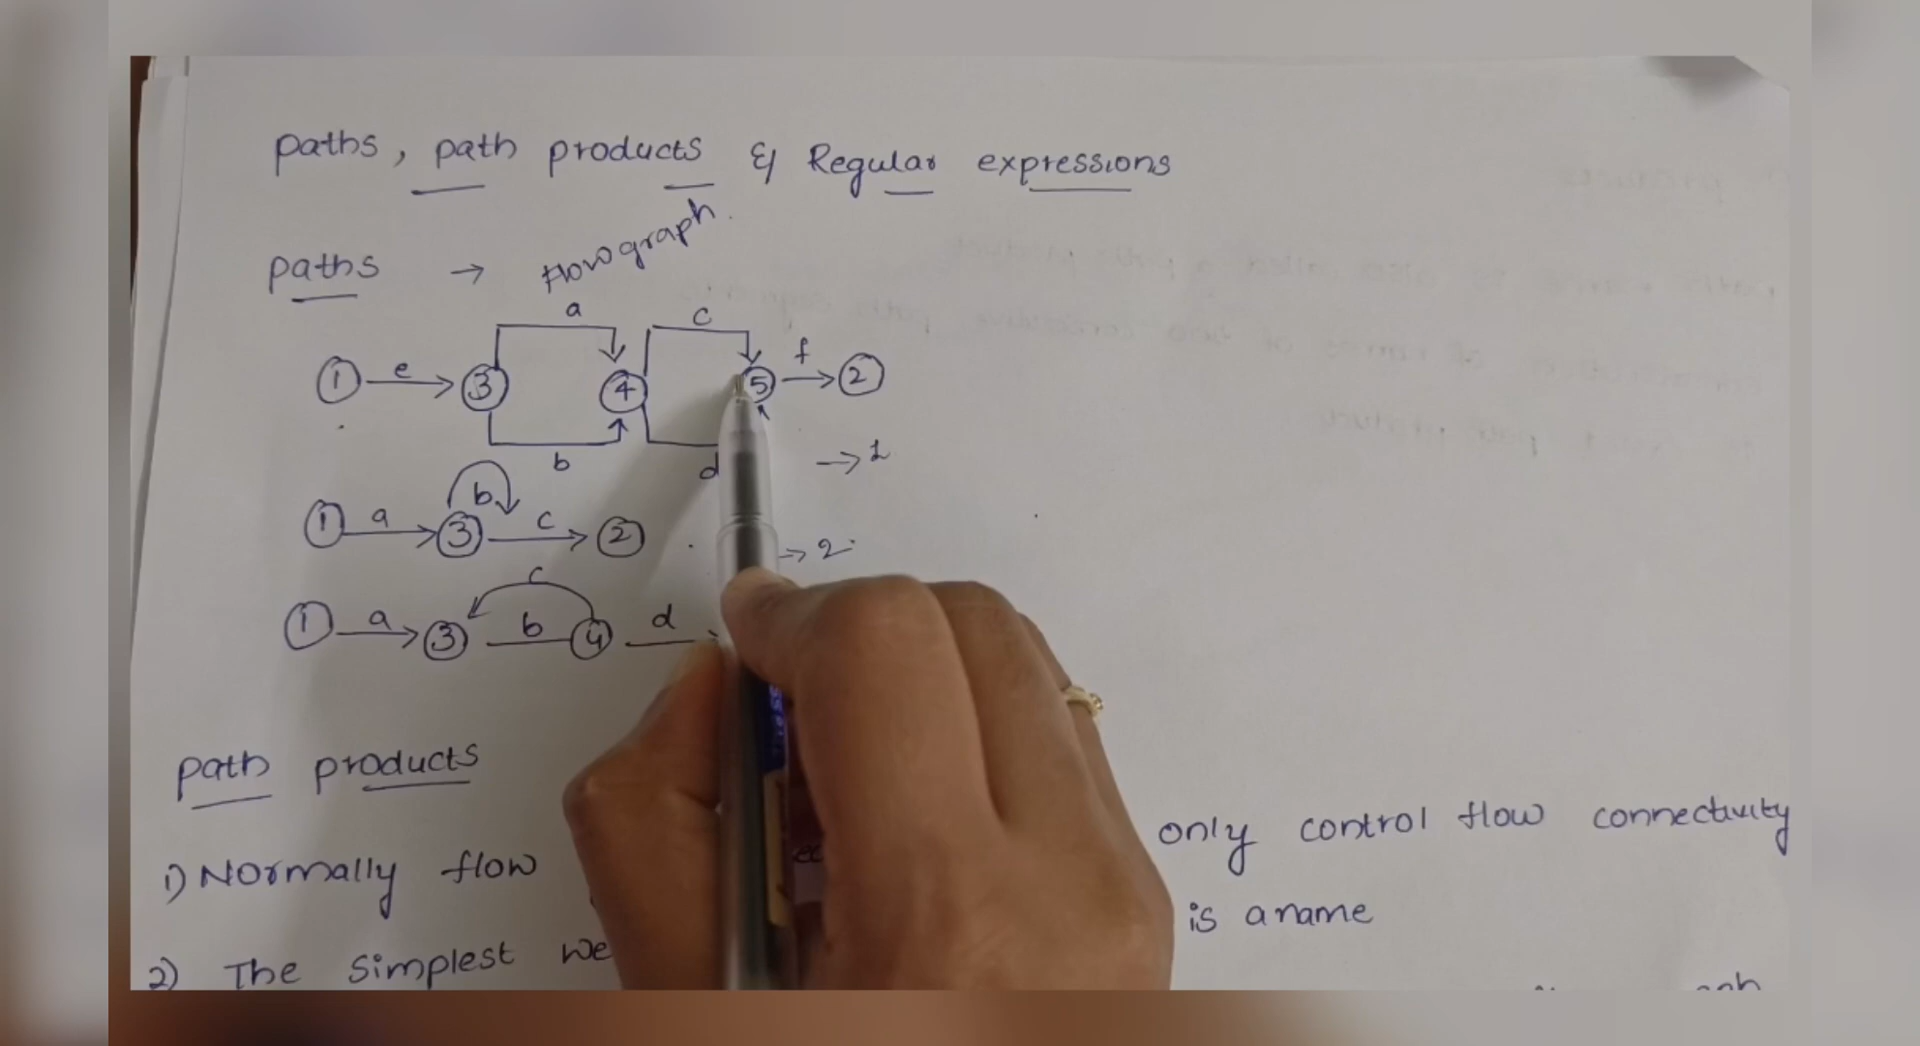 paths, path products & Regular expressions
paths → flowgraph.
a c
1 e 3 4 5 f 2
b d → 1
b
1 a 3 c 2 → 2.
c
1 a 3 b 4 d
path products
1) Normally flow only control flow connectivity
is a name
2) The simplest we